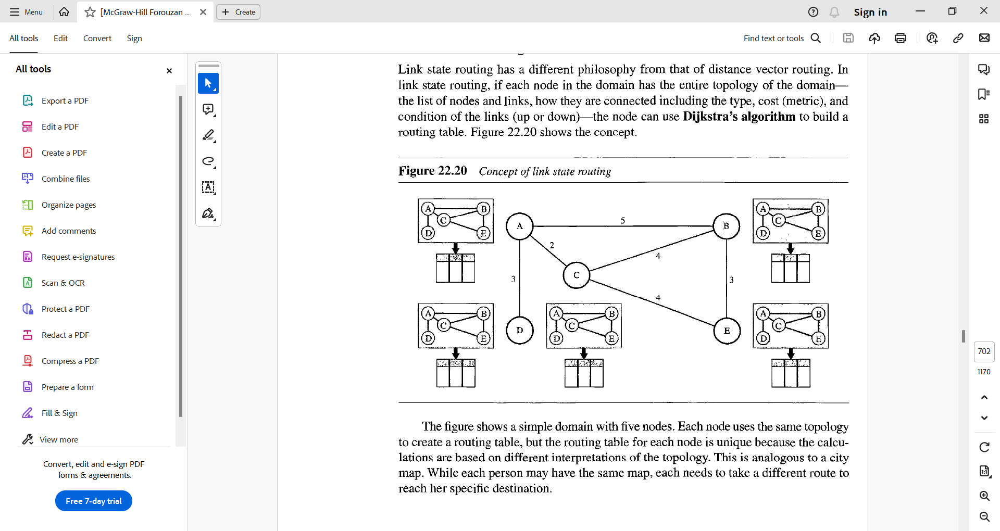 Menu
[McGraw-Hill Forouzan ...
Create
Sign in
All tools
Edit
Convert
Sign
Find text or tools
All tools
Export a PDF
Edit a PDF
Create a PDF
Combine files
Organize pages
Add comments
Request e-signatures
Scan & OCR
Protect a PDF
Redact a PDF
Compress a PDF
Prepare a form
Fill & Sign
View more
Convert, edit and e-sign PDF
forms & agreements.
Free 7-day trial
Link state routing has a different philosophy from that of distance vector routing. In
link state routing, if each node in the domain has the entire topology of the domain—
the list of nodes and links, how they are connected including the type, cost (metric), and
condition of the links (up or down)—the node can use Dijkstra's algorithm to build a
routing table. Figure 22.20 shows the concept.
Figure 22.20 Concept of link state routing
A B
C
D E
A 5 B
2
4
C
3
3
4
D
E
A B
C
D E
A B
C
D E
A B
C
D E
A B
C
D E
The figure shows a simple domain with five nodes. Each node uses the same topology
to create a routing table, but the routing table for each node is unique because the calcu-
lations are based on different interpretations of the topology. This is analogous to a city
map. While each person may have the same map, each needs to take a different route to
reach her specific destination.
702
1170
1:1